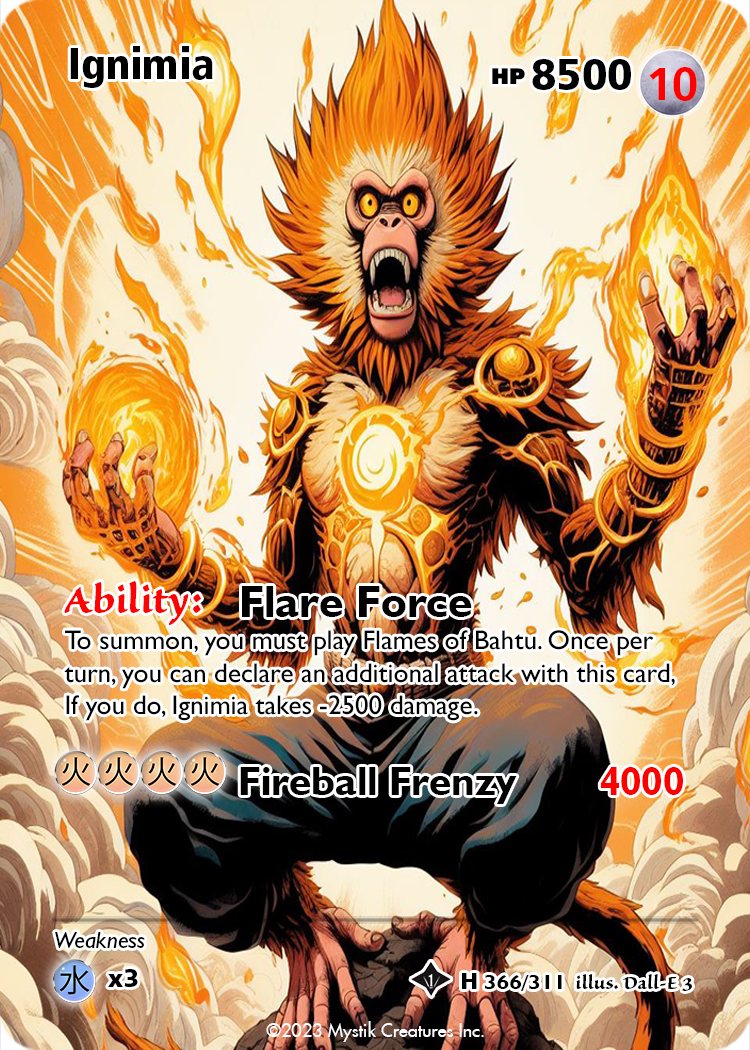 Ignimia HP 8500 10
Ability: Flare Force
To summon, you must play Flames of Bahtu. Once per
turn, you can declare an additional attack with this card,
If you do, Ignimia takes -2500 damage.
火 火 火 火 Fireball Frenzy 4000
Weakness
水 x3 1 H 366/311 illus. Dall-E 3
©2023 Mystik Creatures Inc.